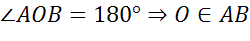 ∠AOB = 180° ⇒ O ∈ AB